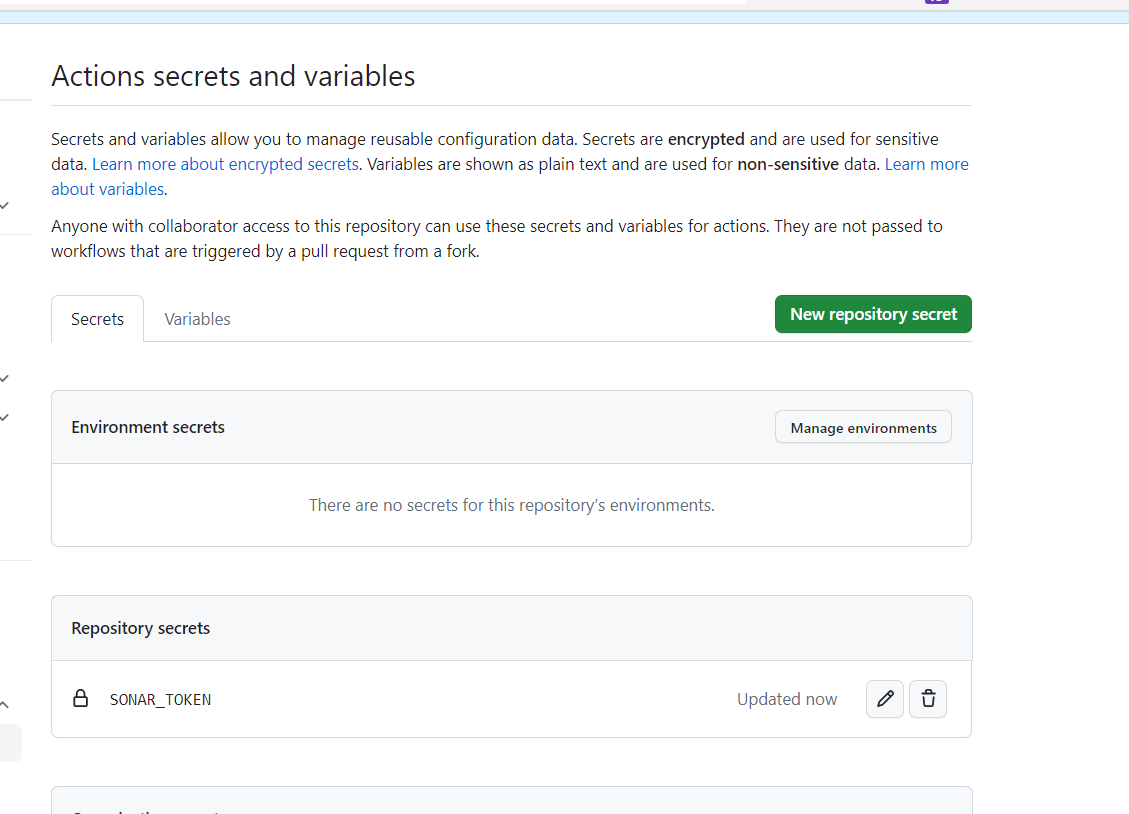 Actions secrets and variables
Secrets and variables allow you to manage reusable configuration data. Secrets are encrypted and are used for sensitive
data. Learn more about encrypted secrets. Variables are shown as plain text and are used for non-sensitive data. Learn more
about variables.
Anyone with collaborator access to this repository can use these secrets and variables for actions. They are not passed to
workflows that are triggered by a pull request from a fork.
Secrets
Variables
New repository secret
Environment secrets
Manage environments
There are no secrets for this repository’s environments.
Repository secrets
SONAR_TOKEN
Updated now